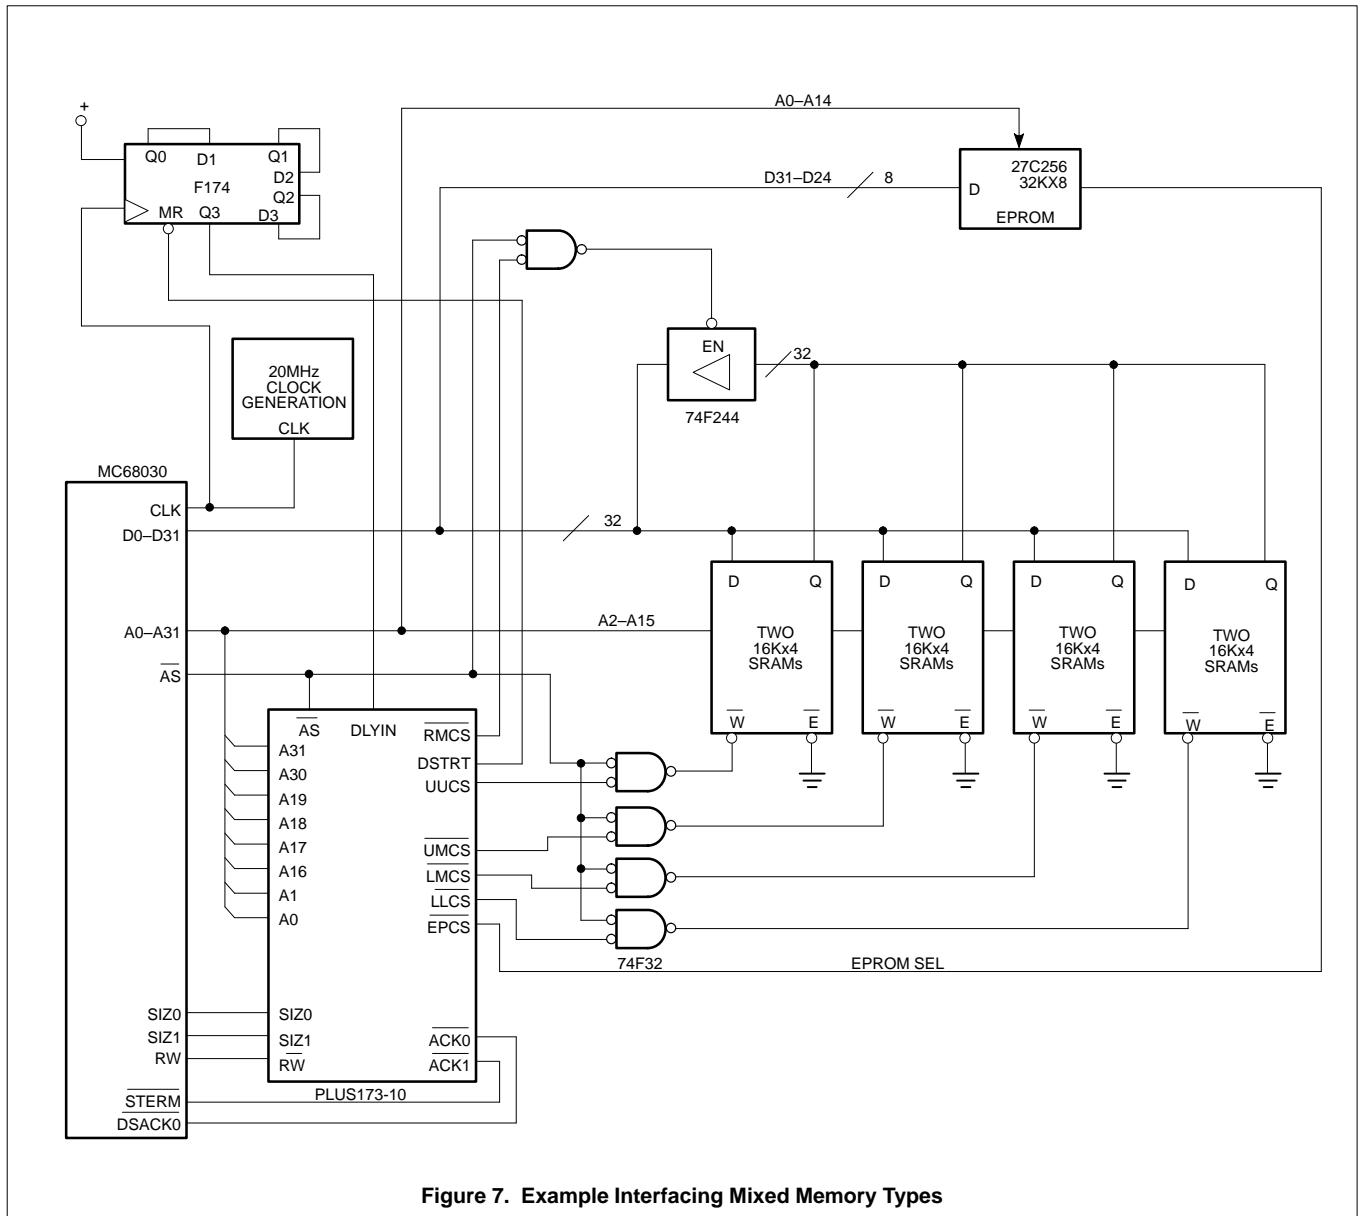 A0–A14
+
Q0
D1
Q1
D2
F174
Q2
MR
Q3
D3
27C256
32KX8
D
EPROM
D31–D24
8
EN
32
74F244
20MHz
CLOCK
GENERATION
CLK
MC68030
CLK
D0–D31
32
A0–A31
A2–A15
AS
D
Q
TWO
16Kx4
SRAMs
W
E
D
Q
TWO
16Kx4
SRAMs
W
E
D
Q
TWO
16Kx4
SRAMs
W
E
D
Q
TWO
16Kx4
SRAMs
W
E
AS
DLYIN
RMCS
DSTRT
UUCS
UMCS
LMCS
LLCS
EPCS
A31
A30
A19
A18
A17
A16
A1
A0
74F32
EPROM SEL
SIZ0
SIZ1
RW
STERM
DSACK0
SIZ0
SIZ1
RW
ACK0
ACK1
PLUS173-10
Figure 7. Example Interfacing Mixed Memory Types